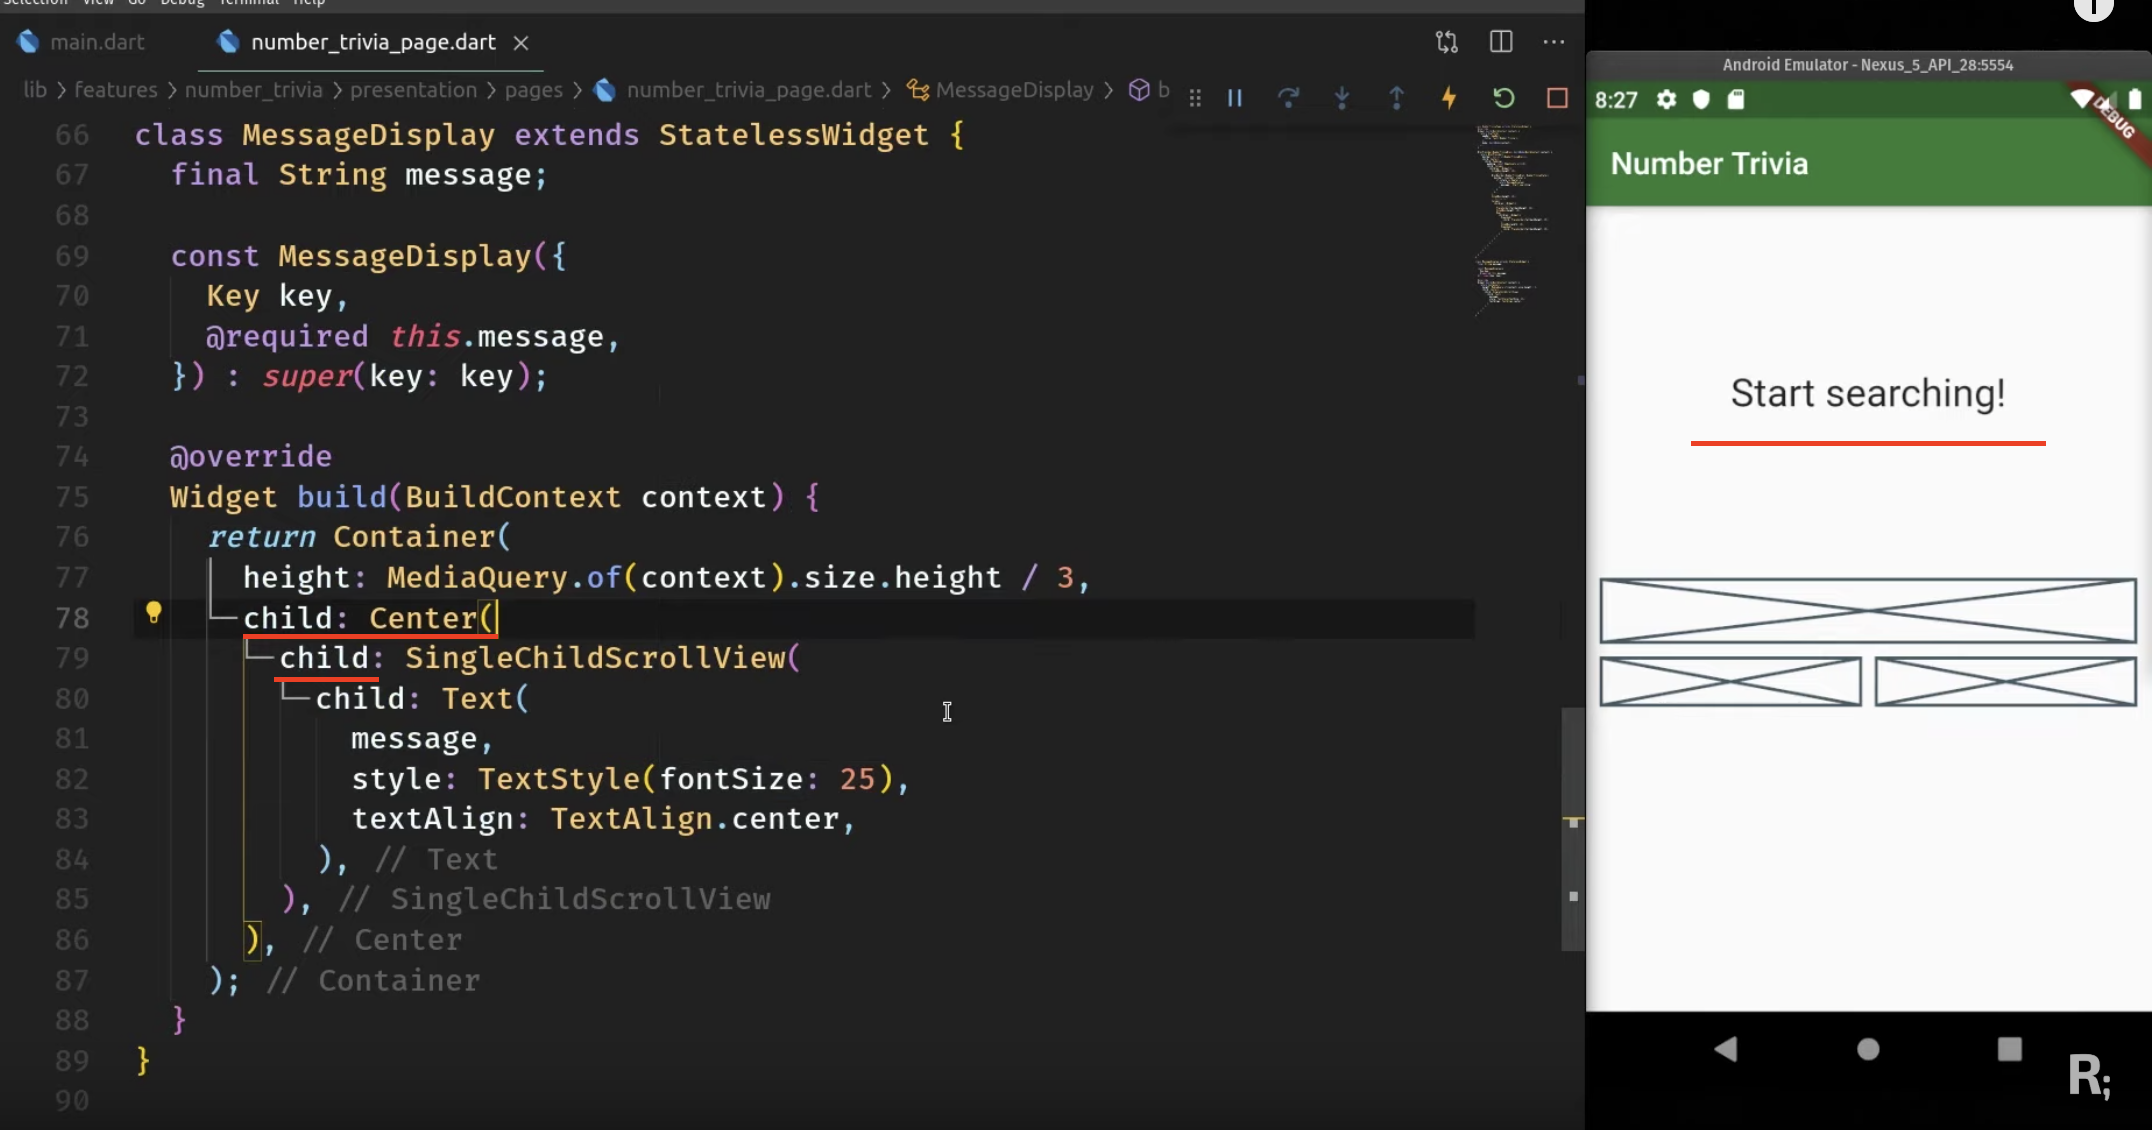 Selection View Go Debug Terminal Help
main.dart
number_trivia_page.dart
lib > features > number_trivia > presentation > pages > number_trivia_page.dart > MessageDisplay > b
66 class MessageDisplay extends StatelessWidget {
67 final String message;
68
69 const MessageDisplay({
70 Key key,
71 @required this.message,
72 }) : super(key: key);
73
74 @override
75 Widget build(BuildContext context) {
76 return Container(
77 height: MediaQuery.of(context).size.height / 3,
78 child: Center(
79 child: SingleChildScrollView(
80 child: Text(
81 message,
82 style: TextStyle(fontSize: 25),
83 textAlign: TextAlign.center,
84 ), // Text
85 ), // SingleChildScrollView
86 ), // Center
87 ); // Container
88 }
89 }
90
Android Emulator - Nexus_5_API_28:5554
8:27
DEBUG
Number Trivia
Start searching!
R;